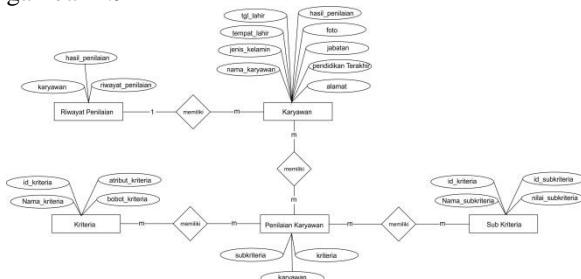 tgl_lahir
hasil_penilaian
tempat_lahir
foto
hasil_penilaian
jenis_kelamin
jabatan
karyawan
riwayat_penilaian
nama_karyawan
pendidikan Terakhir
alamat
Riwayat Penilaian
1
memiliki
m
Karyawan
m
memiliki
m
id_kriteria
atribut_kriteria
id_kriteria
id_subkriteria
Nama_kriteria
bobot_kriteria
Nama_subkriteria
nilai_subkriteria
Kriteria
m
memiliki
m
Penilaian Karyawan
m
memiliki
m
Sub Kriteria
subkriteria
kriteria
karyawan